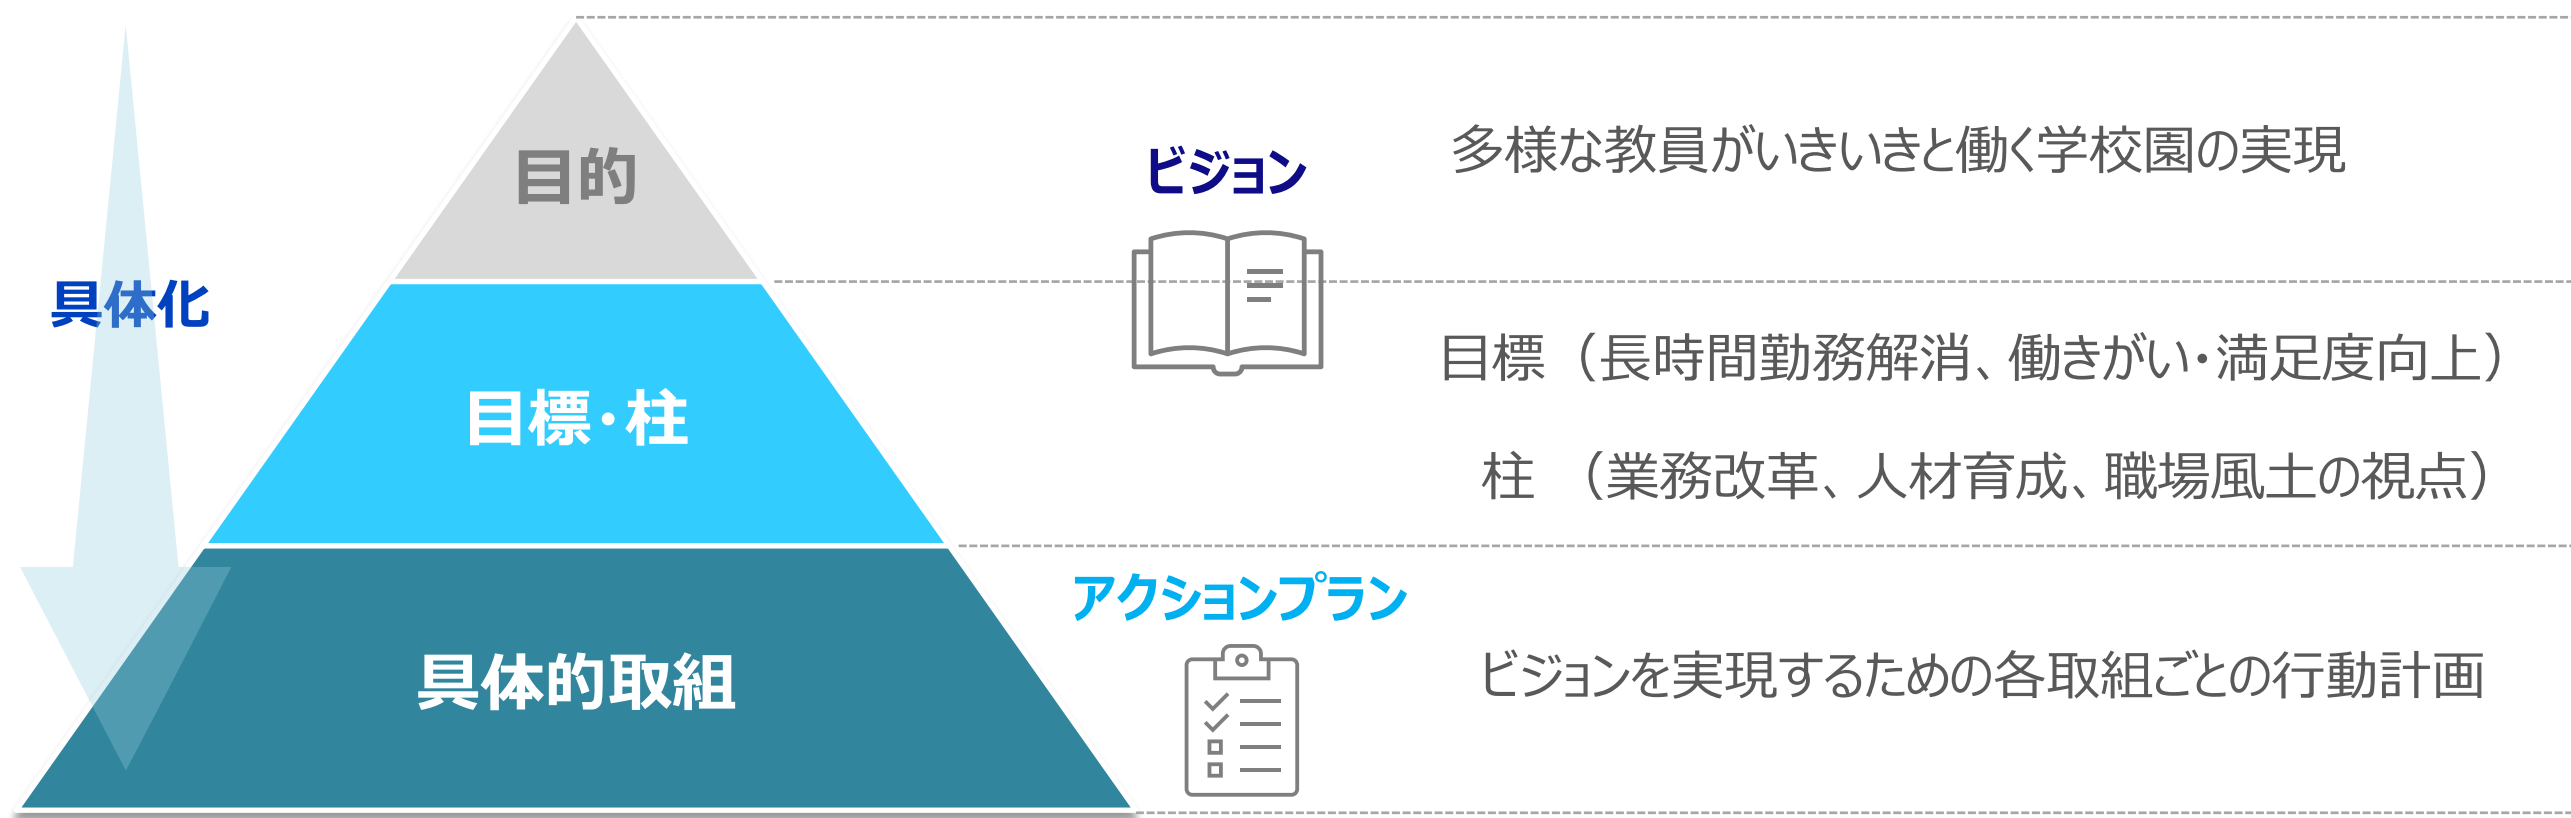 目的
ビジョン
多様な教員がいきいきと働く学校園の実現
具体化
目標・柱
目標（長時間勤務解消、働きがい・満足度向上）
柱　（業務改革、人材育成、職場風土の視点）
アクションプラン
具体的取組
ビジョンを実現するための各取組ごとの行動計画